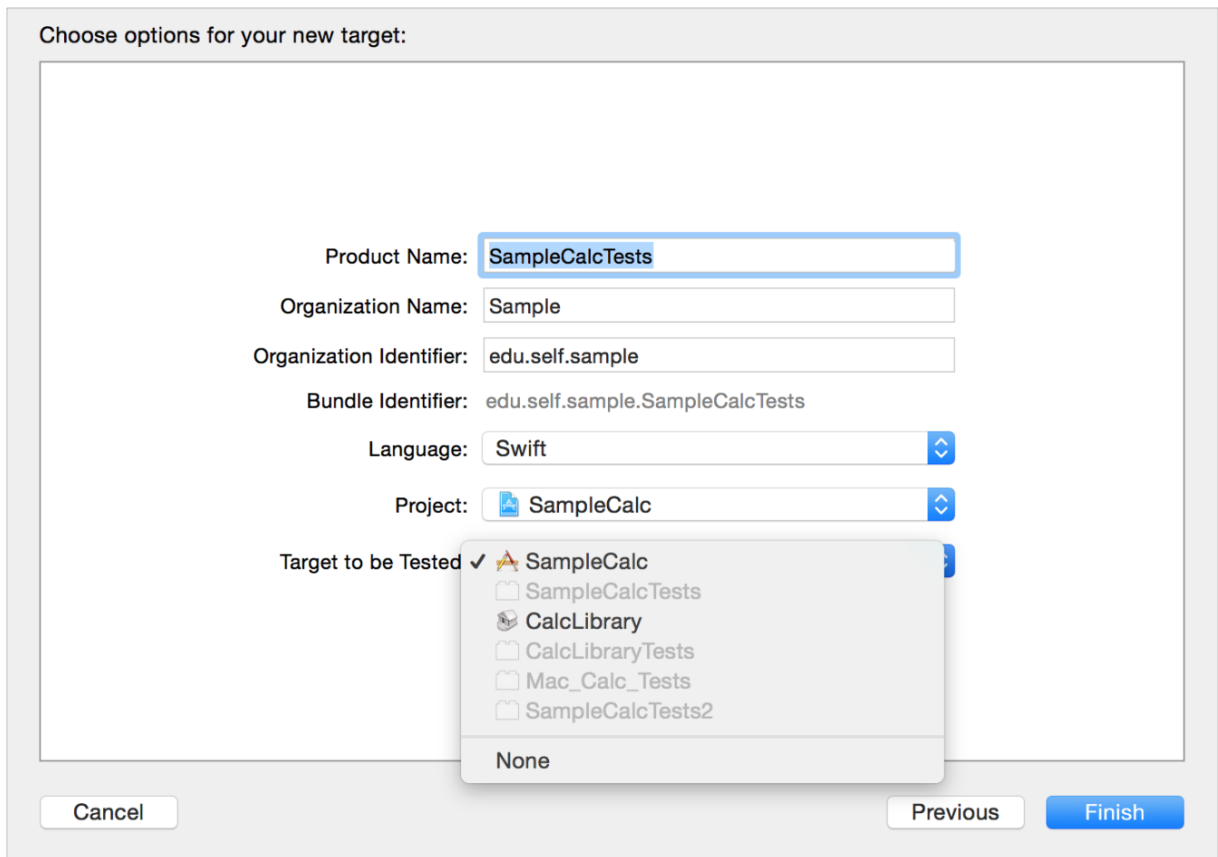 Choose options for your new target:
Product Name: SampleCalcTests
Organization Name: Sample
Organization Identifier: edu.self.sample
Bundle Identifier: edu.self.sample.SampleCalcTests
Language: Swift
Project: SampleCalc
Target to be Tested ✓ SampleCalc
SampleCalcTests
CalcLibrary
CalcLibraryTests
Mac_Calc_Tests
SampleCalcTests2
None
Cancel Previous Finish